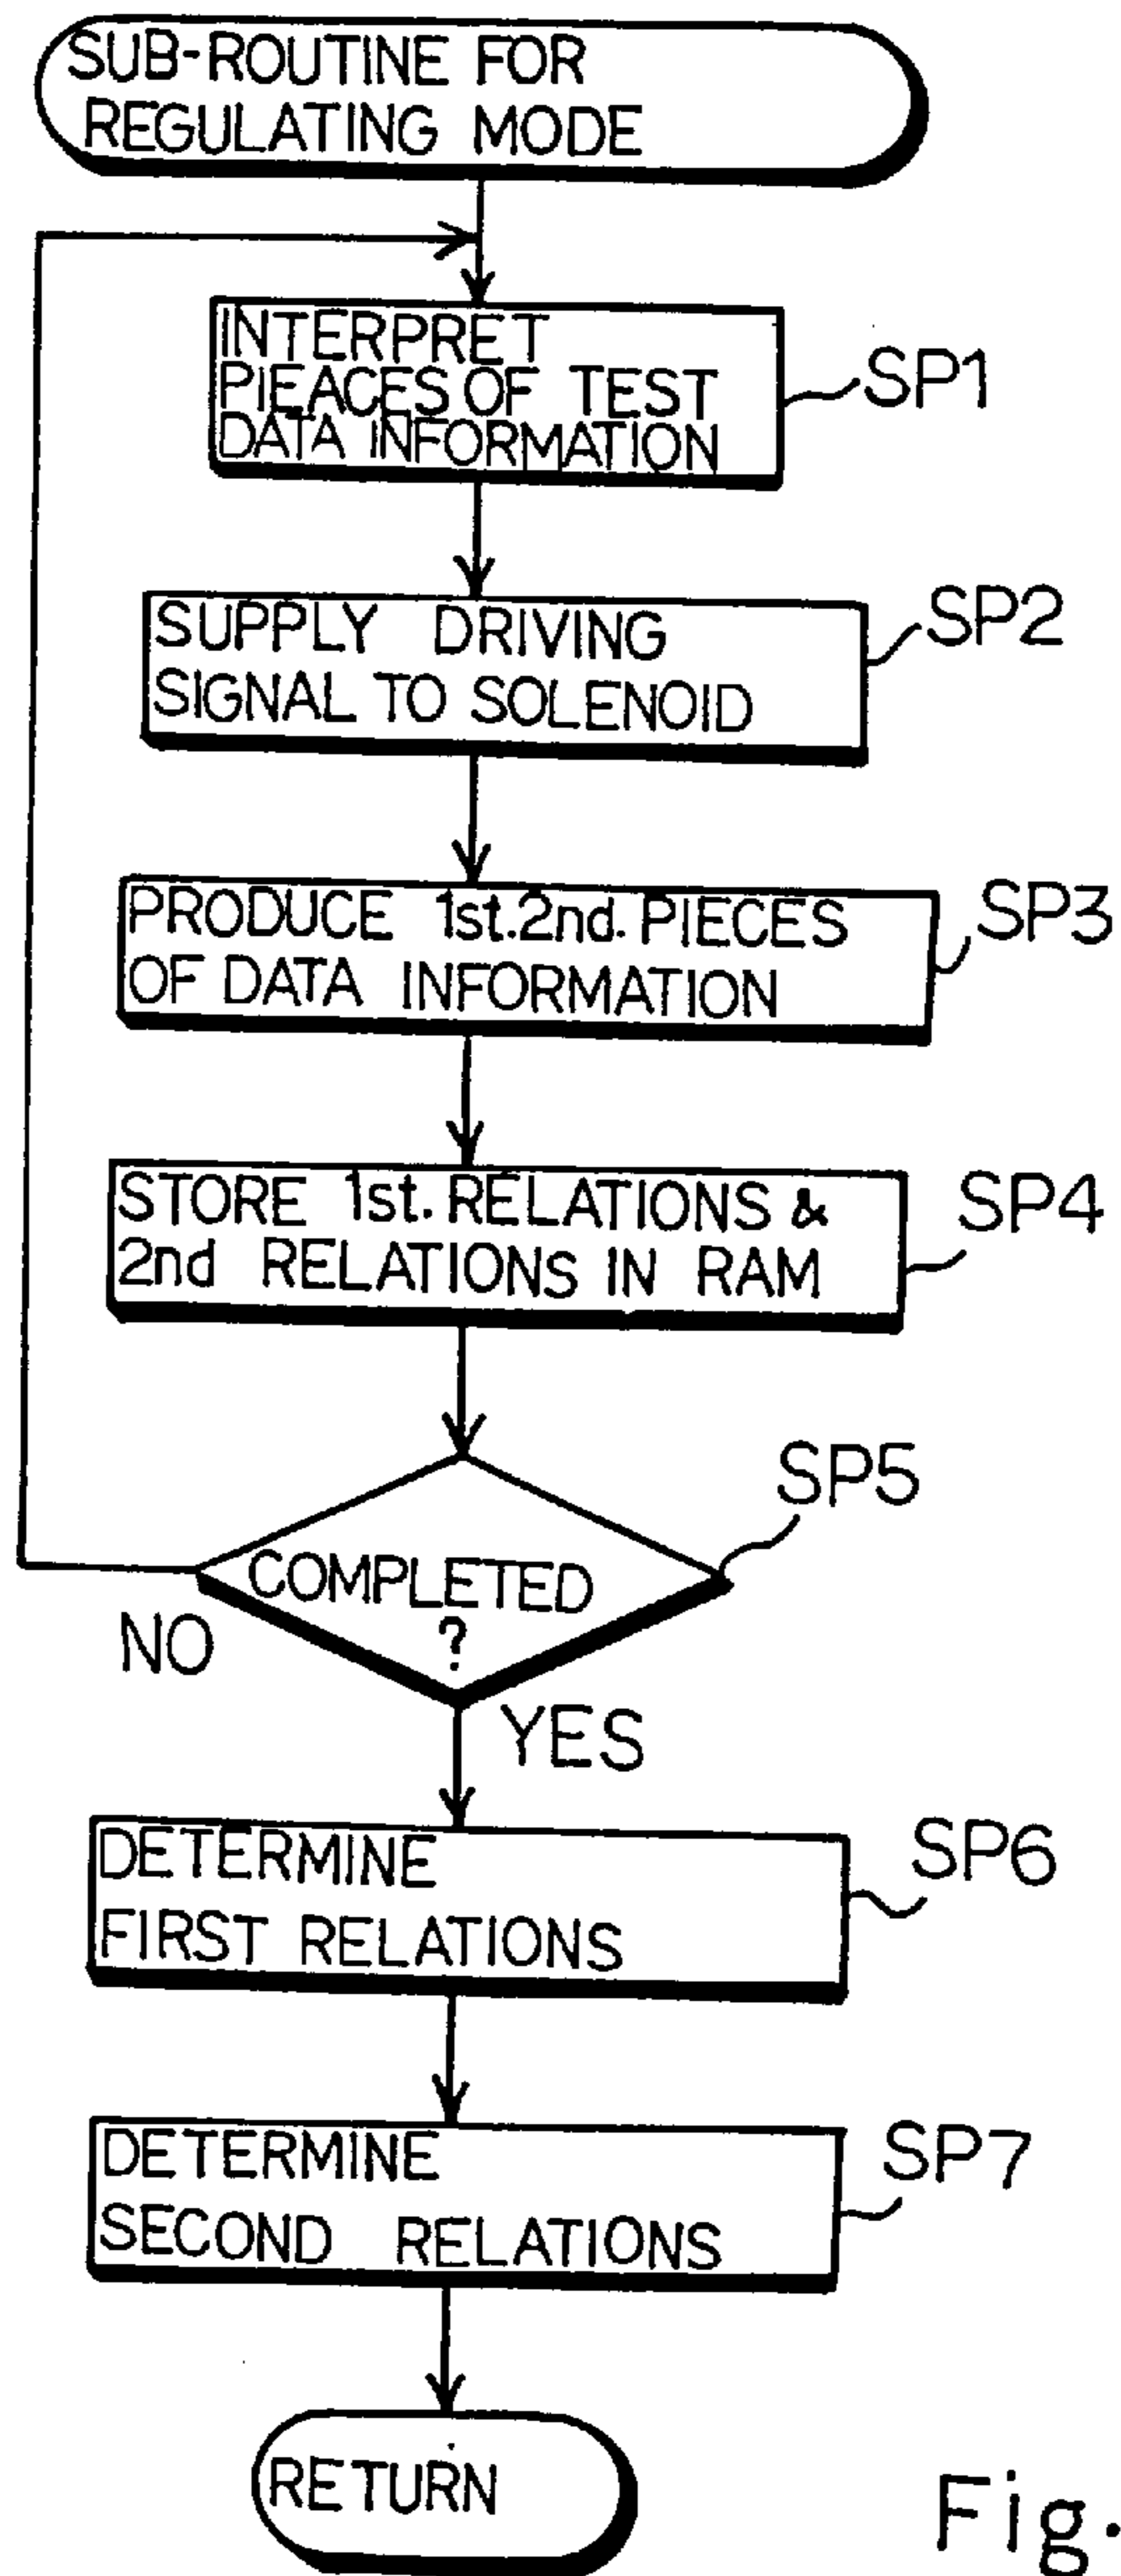 SUB-ROUTINE FOR
REGULATING MODE
INTERPRET
PIEACES OF TEST
DATA INFORMATION
SP1
SUPPLY DRIVING
SIGNAL TO SOLENOID
SP2
PRODUCE 1st.2nd. PIECES
OF DATA INFORMATION
SP3
STORE 1st. RELATIONS &
2nd RELATIONS IN RAM
SP4
COMPLETED
?
SP5
NO
YES
DETERMINE
FIRST RELATIONS
SP6
DETERMINE
SECOND RELATIONS
SP7
RETURN
Fig.